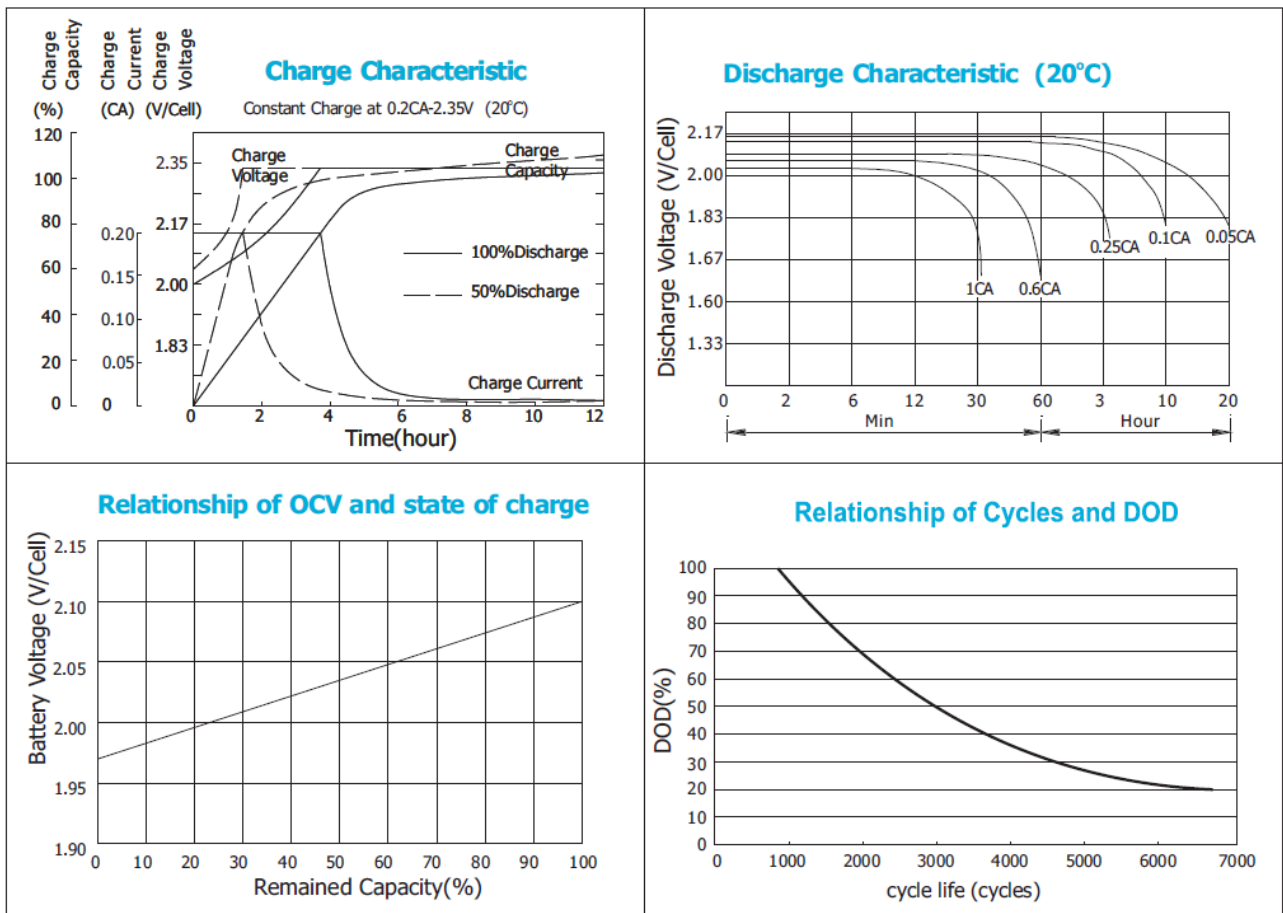 Charge Capacity
Charge Current
Charge Voltage
(%)
(CA)
(V/Cell)
Charge Characteristic
Constant Charge at 0.2CA-2.35V (20°C)
120
100
80
60
40
20
0
0.20
0.15
0.10
0.05
0
2.35
2.17
2.00
1.83
Charge
Voltage
Charge
Capacity
100%Discharge
50%Discharge
Charge Current
0 2 4 6 8 10 12
Time(hour)
Discharge Characteristic (20°C)
Discharge Voltage (V/Cell)
2.17
2.00
1.83
1.67
1.60
1.33
1CA
0.6CA
0.25CA
0.1CA
0.05CA
0 2 6 12 30 60 3 10 20
Min
Hour
Relationship of OCV and state of charge
Battery Voltage (V/Cell)
2.15
2.10
2.05
2.00
1.95
1.90
0 10 20 30 40 50 60 70 80 90 100
Remained Capacity(%)
Relationship of Cycles and DOD
DOD(%)
100
90
80
70
60
50
40
30
20
10
0
0 1000 2000 3000 4000 5000 6000 7000
cycle life (cycles)